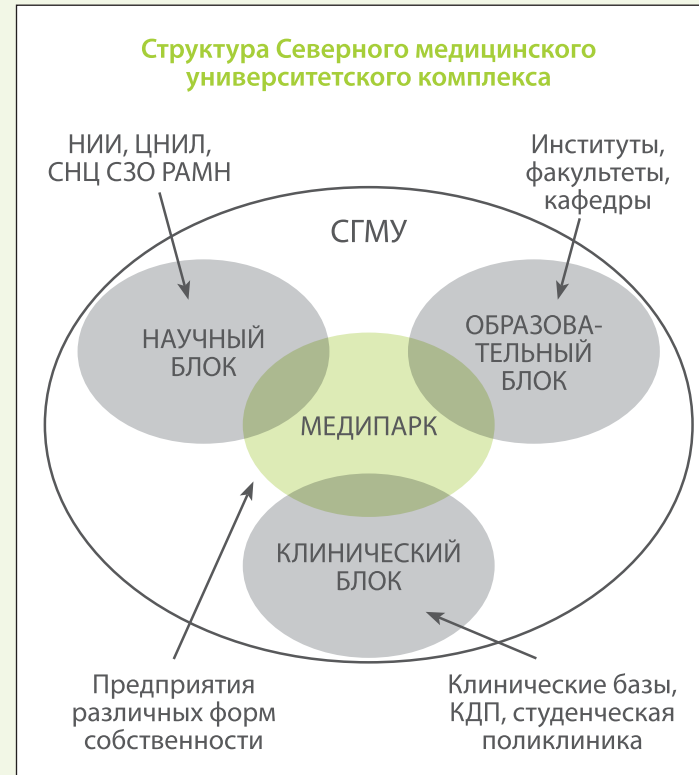 Структура Северного медицинского
университетского комплекса
НИИ, ЦНИЛ,
СНЦ СЗО РАМН
Институты,
факультеты,
кафедры
СГМУ
НАУЧНЫЙ
БЛОК
ОБРАЗОВА-
ТЕЛЬНЫЙ
БЛОК
МЕДИПАРК
КЛИНИЧЕСКИЙ
БЛОК
Предприятия
различных форм
собственности
Клинические базы,
КДП, студенческая
поликлиника